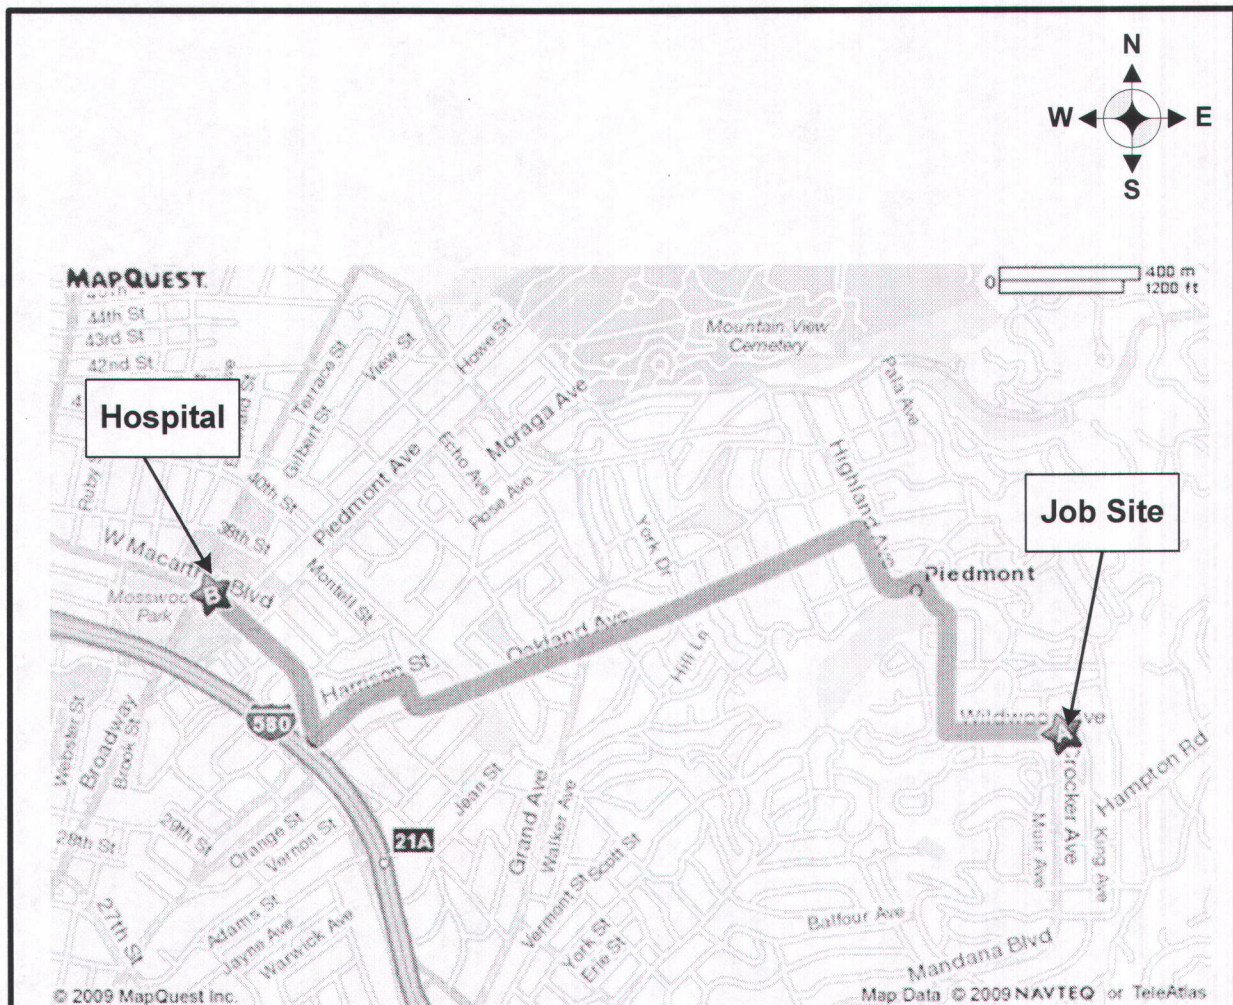 N
W E
S
MAPQUEST.
0
400 m
1200 ft
44th St
43rd St
42nd St
Hospital
Terrace St
View St
Howe St
Gilbert St
Piedmont Ave
Echo Ave
Moraga Ave
Rose Ave
40th St
38th St
Mountain View
Cemetery
Pala Ave
Highland Ave
Job Site
York Dr
Piedmont
W Macarthur Blvd
B
Montell St
Harrison St
Oakland Ave
Hill Ln
Wildwood Ave
A
Crocker Ave
Hampton Rd
Muir Ave
King Ave
580
Webster St
Broadway
Brook St
29th St
28th St
27th St
Orange St
Vernon St
21A
Jean St
Grand Ave
Walker Ave
Vermont St
Scott St
York St
Erie St
Adams St
Jayne Ave
Warwick Ave
Balfour Ave
Mandana Blvd
© 2009 MapQuest Inc.
Map Data © 2009 NAVTEQ or TeleAtlas